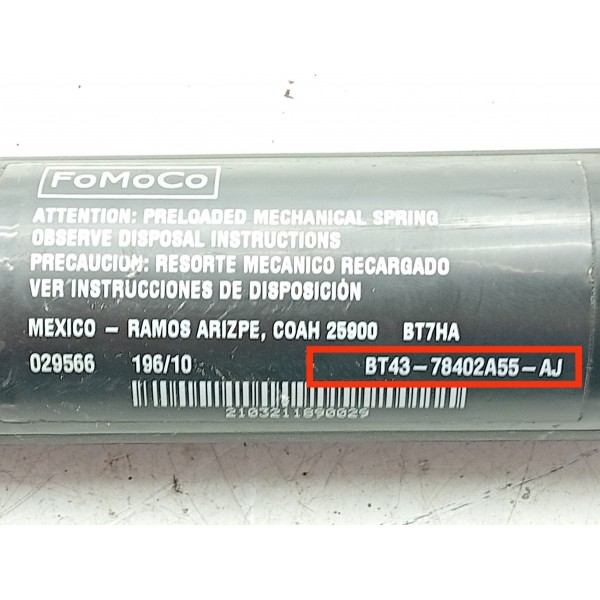 FoMoCo
ATTENTION: PRELOADED MECHANICAL SPRING
OBSERVE DISPOSAL INSTRUCTIONS
PRECAUCION: RESORTE MECANICO RECARGADO
VER INSTRUCCIONES DE DISPOSICIÓN
MEXICO – RAMOS ARIZPE, COAH 25900 BT7HA
029566 196/10 BT43-78402A55-AJ
2103211890029